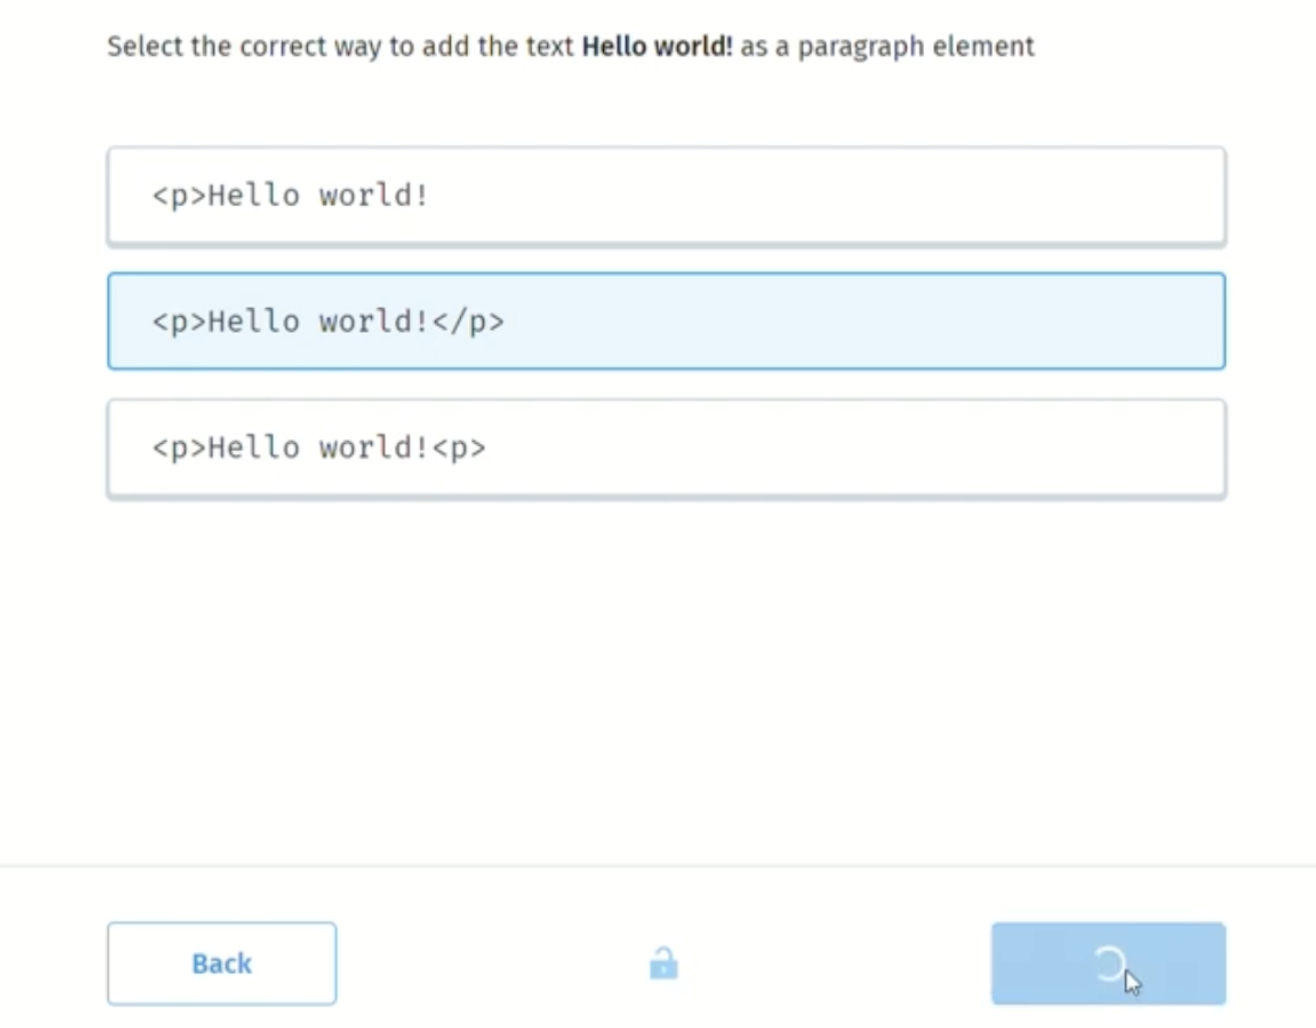 Select the correct way to add the text Hello world! as a paragraph element
<p>Hello world!
<p>Hello world!</p>
<p>Hello world!<p>
Back